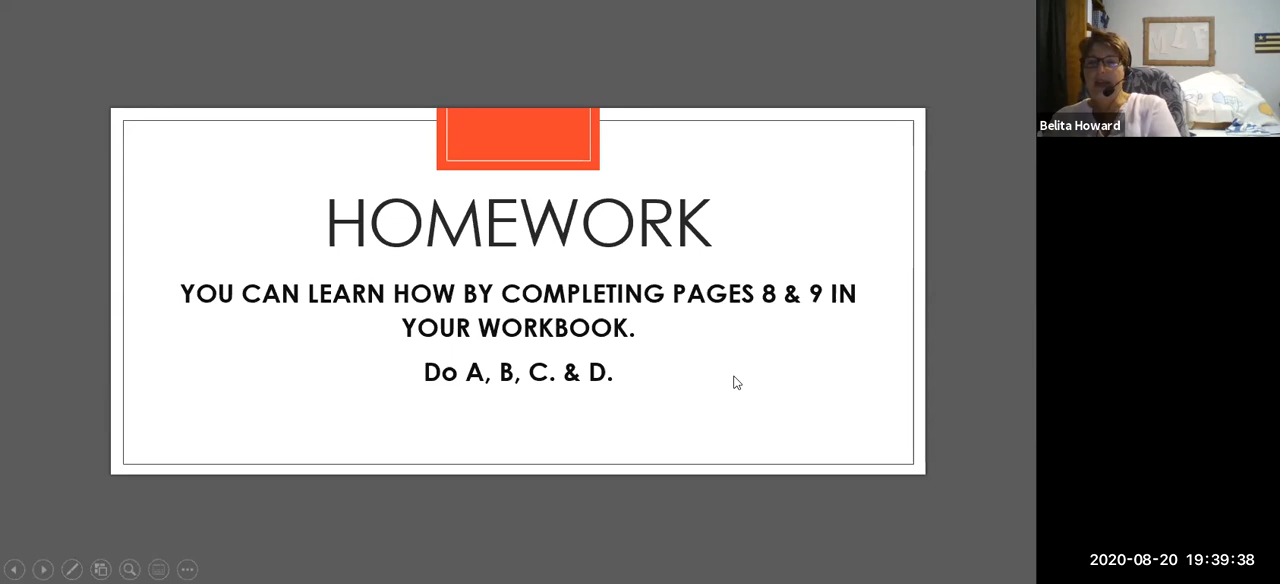 HOMEWORK
YOU CAN LEARN HOW BY COMPLETING PAGES 8 & 9 IN
YOUR WORKBOOK.
Do A, B, C. & D.
MLF
Belita Howard
2020-08-20 19:39:38